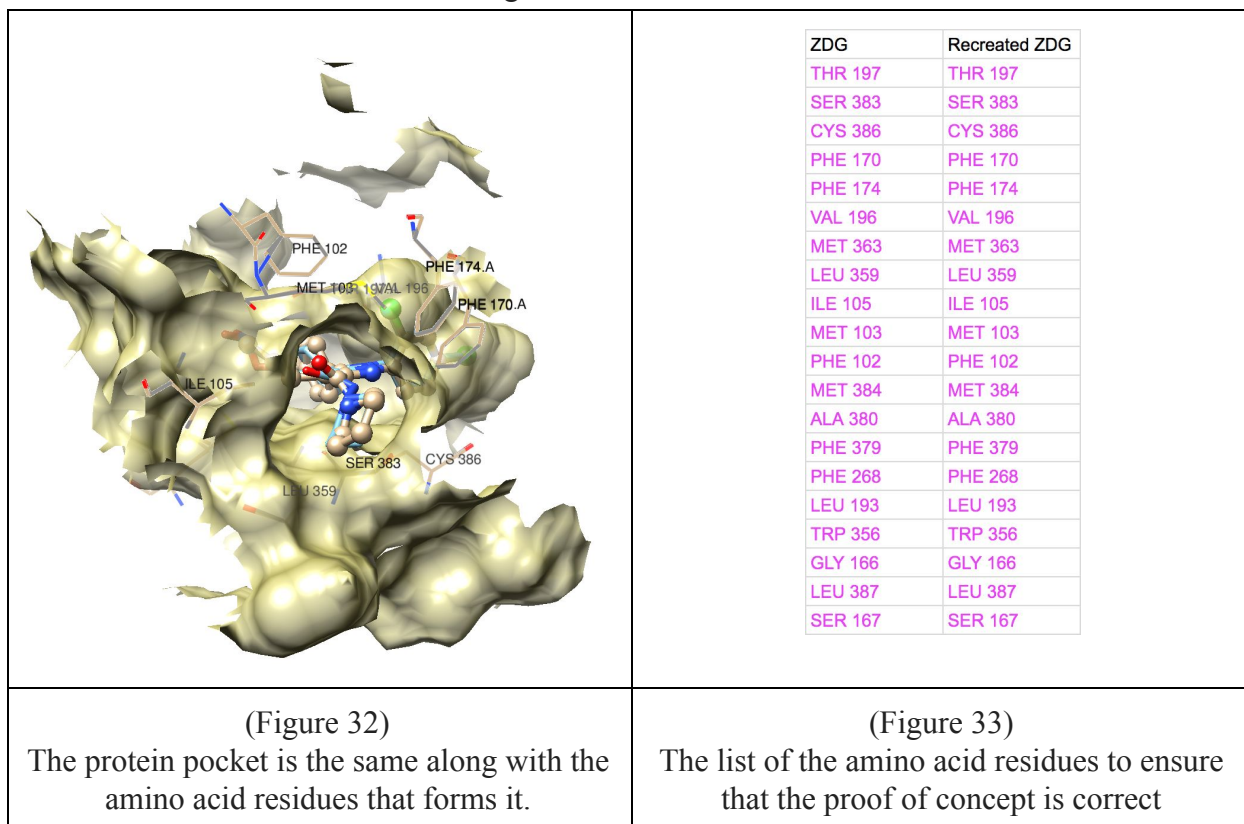 PHE 102
PHE 174.A
MET 103
VAL 196
PHE 170.A
ILE 105
SER 383
CYS 386
LEU 359
ZDG Recreated ZDG
THR 197 THR 197
SER 383 SER 383
CYS 386 CYS 386
PHE 170 PHE 170
PHE 174 PHE 174
VAL 196 VAL 196
MET 363 MET 363
LEU 359 LEU 359
ILE 105 ILE 105
MET 103 MET 103
PHE 102 PHE 102
MET 384 MET 384
ALA 380 ALA 380
PHE 379 PHE 379
PHE 268 PHE 268
LEU 193 LEU 193
TRP 356 TRP 356
GLY 166 GLY 166
LEU 387 LEU 387
SER 167 SER 167
(Figure 32)
The protein pocket is the same along with the
amino acid residues that forms it.
(Figure 33)
The list of the amino acid residues to ensure
that the proof of concept is correct